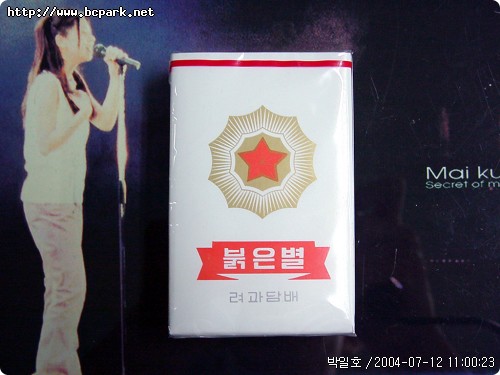 http://www.bcpark.net
Mai ku
Secret of m
붉은별
려과담배
박일호 / 2004-07-12 11:00:23